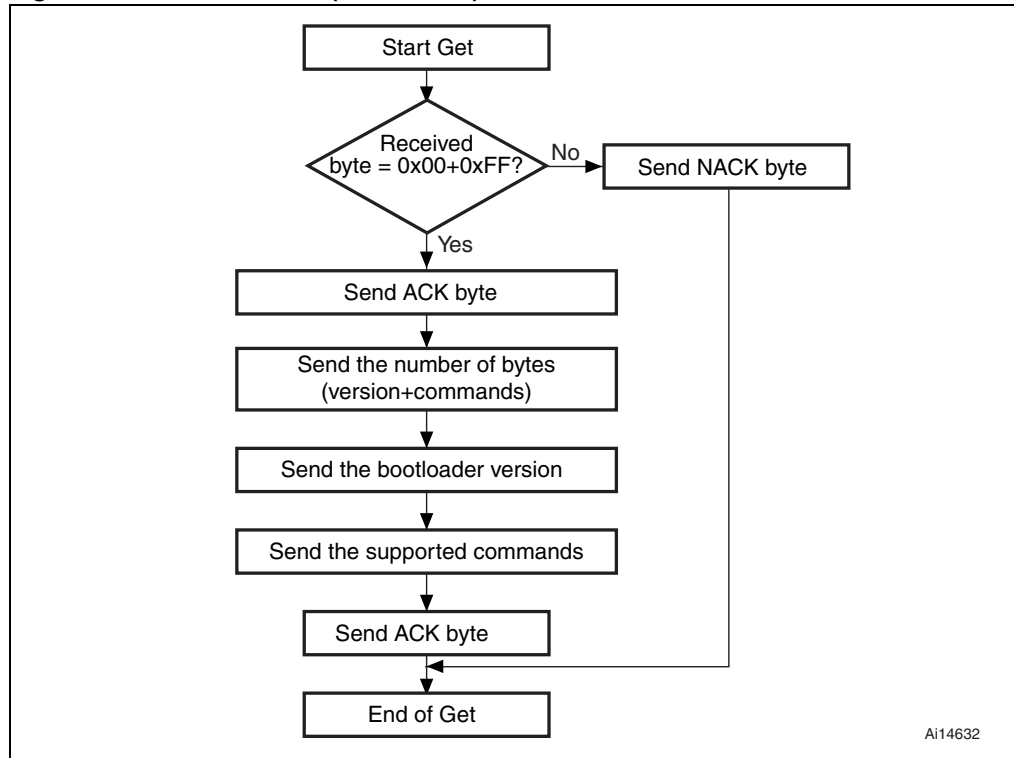 Start Get
Received
byte = 0x00+0xFF?
No
Send NACK byte
Yes
Send ACK byte
Send the number of bytes
(version+commands)
Send the bootloader version
Send the supported commands
Send ACK byte
End of Get
Ai14632